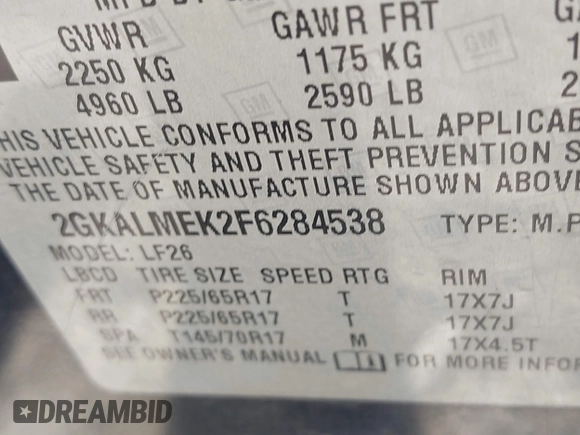 GVWR GAWR FRT
2250 KG 1175 KG
4960 LB 2590 LB
HIS VEHICLE CONFORMS TO ALL APPLICAB
VEHICLE SAFETY AND THEFT PREVENTION S
THE DATE OF MANUFACTURE SHOWN ABOVE
2GKALMEK2F6284538 TYPE: M.P
MODEL: LF26
LBCD TIRE SIZE SPEED RTG RIM
FRT P225/65R17 T 17X7J
RR P225/65R17 T 17X7J
SPA T145/70R17 M 17X4.5T
SEE OWNER'S MANUAL FOR MORE INFOR
DREAMBID